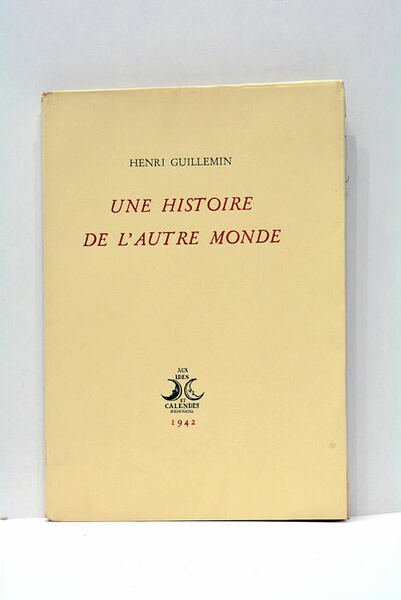 HENRI GUILLEMIN
UNE HISTOIRE
DE L'AUTRE MONDE
AUX
IDES
ET
CALENDES
NEUCHATEL
1942